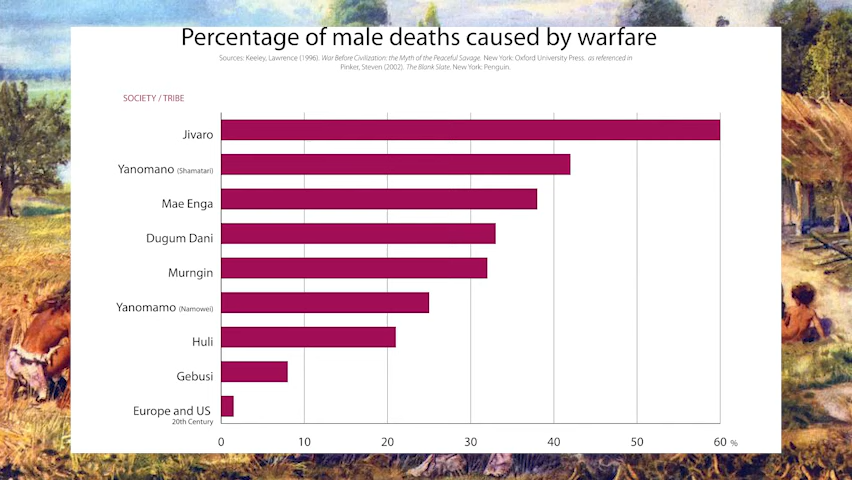 Percentage of male deaths caused by warfare
Sources: Keeley, Lawrence (1996). War Before Civilization: the Myth of the Peaceful Savage. New York: Oxford University Press. as referenced in
Pinker, Steven (2002). The Blank Slate. New York: Penguin.
SOCIETY / TRIBE
Jivaro
Yanomano (Shamatari)
Mae Enga
Dugum Dani
Murngin
Yanomamo (Namowei)
Huli
Gebusi
Europe and US
20th Century
0 10 20 30 40 50 60 %